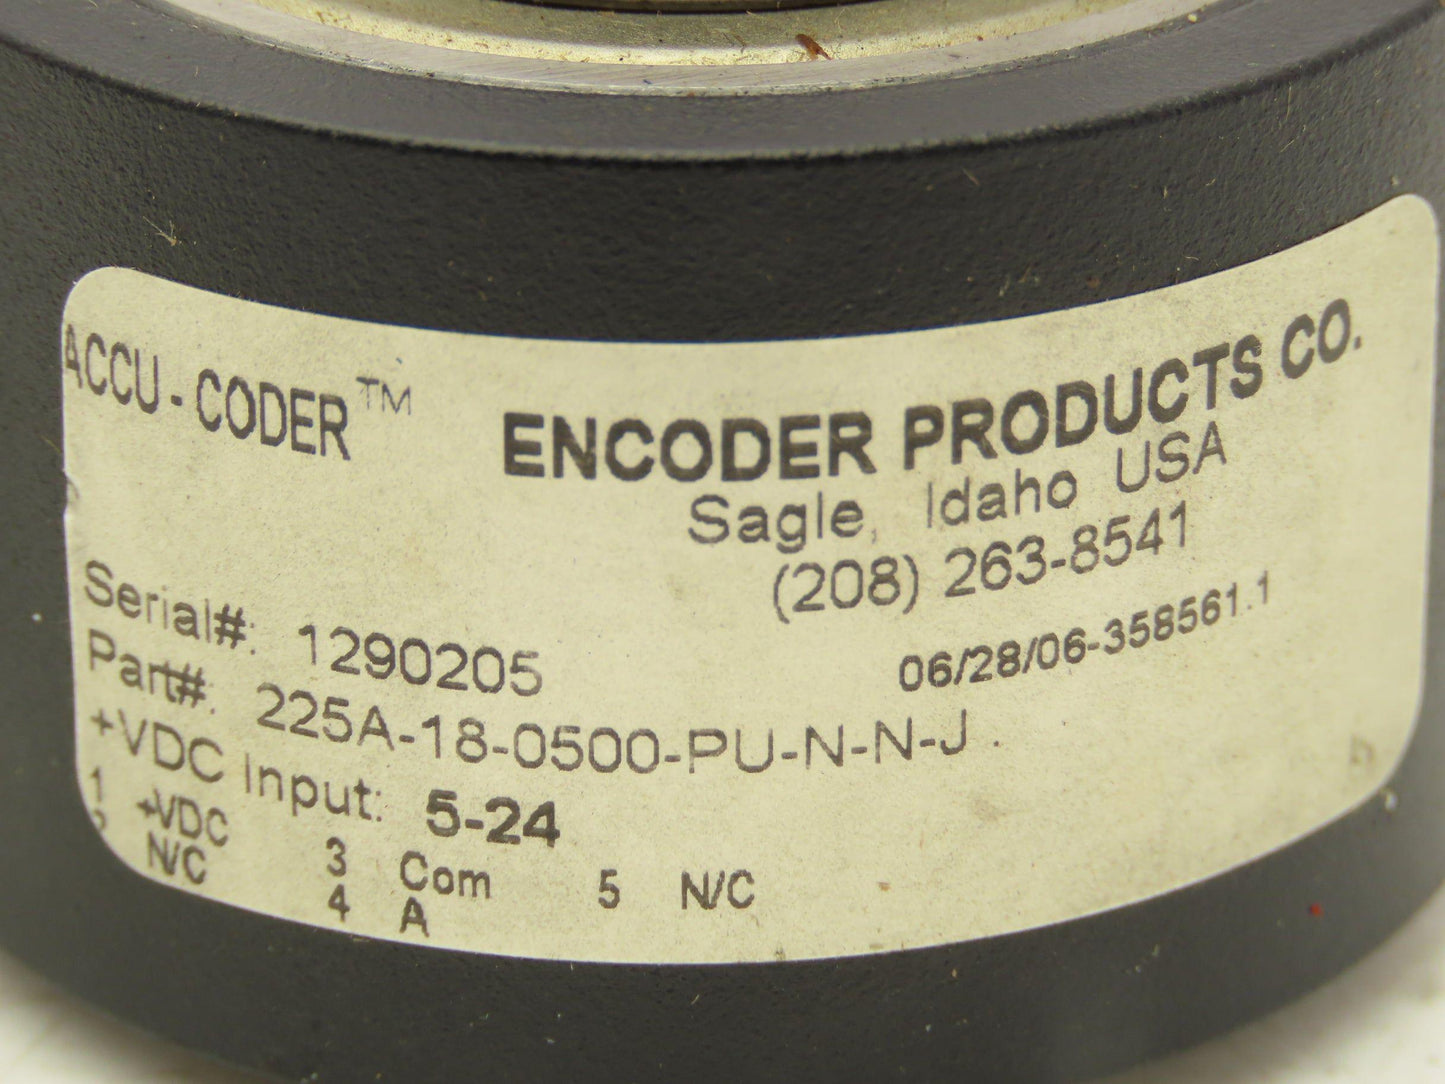 ACCU-CODER™
ENCODER PRODUCTS CO.
Sagle, Idaho USA
(208) 263-8541
06/28/06-358561.1
Serial#: 1290205
Part#: 225A-18-0500-PU-N-N-J
+VDC Input: 5-24
1 +VDC 3 Com 5 N/C
2 N/C 4 A